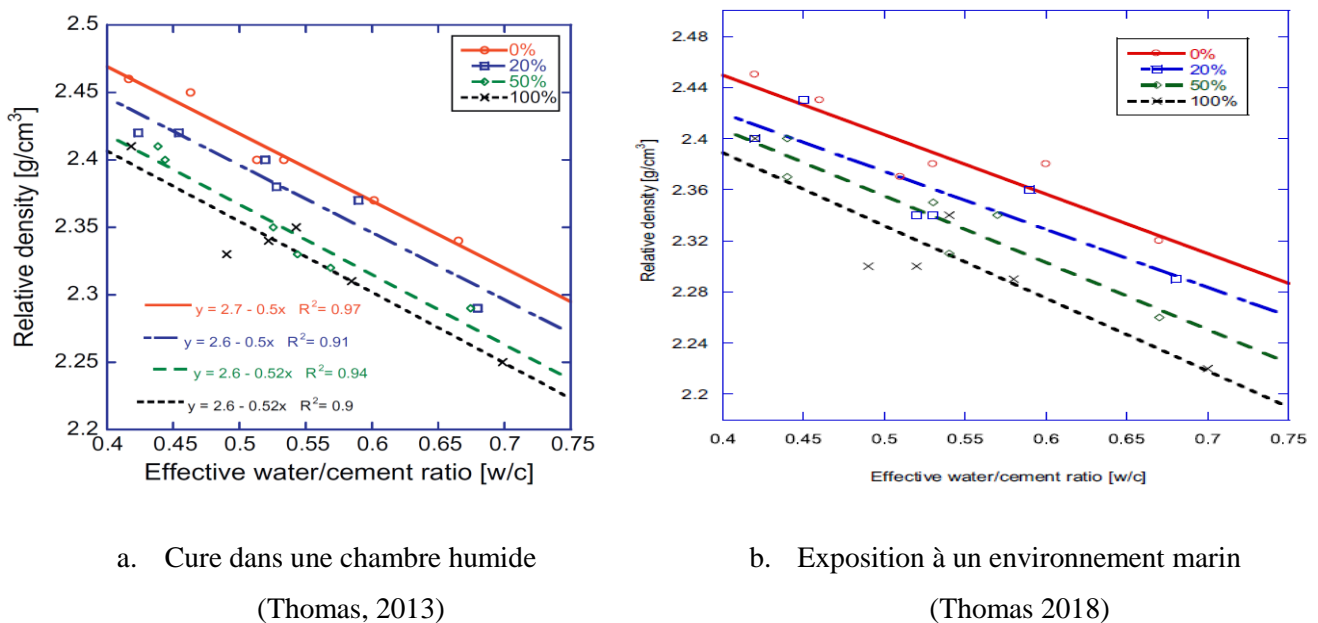 2.5
2.45
2.4
2.35
2.3
2.25
2.2
Relative density [g/cm³]
0%
20%
50%
100%
y = 2.7 - 0.5x R²= 0.97
y = 2.6 - 0.5x R²= 0.91
y = 2.6 - 0.52x R²= 0.94
y = 2.6 - 0.52x R²= 0.9
0.4 0.45 0.5 0.55 0.6 0.65 0.7 0.75
Effective water/cement ratio [w/c]
a. Cure dans une chambre humide
(Thomas, 2013)
2.48
2.44
2.4
2.36
2.32
2.28
2.24
2.2
Relative density [g/cm³]
0%
20%
50%
100%
0.4 0.45 0.5 0.55 0.6 0.65 0.7 0.75
Effective water/cement ratio [w/c]
b. Exposition à un environnement marin
(Thomas 2018)